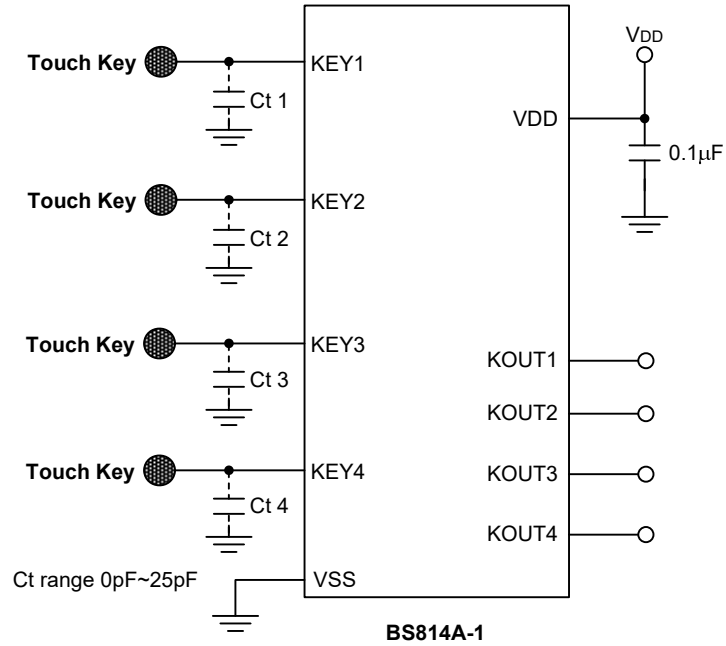 Touch Key
KEY1
Ct 1
VDD
VDD
0.1µF
Touch Key
KEY2
Ct 2
Touch Key
KEY3
Ct 3
KOUT1
KOUT2
Touch Key
KEY4
Ct 4
KOUT3
KOUT4
Ct range 0pF~25pF
VSS
BS814A-1